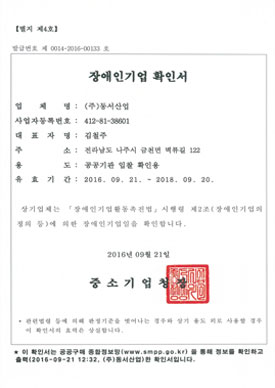 【별지 제4호】
발급번호 제 0014-2016-00133 호
장애인기업 확인서
업 체 명 : (주)동서산업
사업자등록번호 : 412-81-38601
대 표 자 명 : 김철주
주 소 : 전라남도 나주시 금천면 벽류길 122
용 도 : 공공기관 입찰 확인용
유 효 기 간 : 2016. 09. 21. ~ 2018. 09. 20.
상기업체는 「장애인기업활동촉진법」시행령 제2조(장애인기업의
정의 등)에 의한 장애인기업임을 확인합니다.
2016년 09월 21일
중 소 기 업 청 장
* 관련법령 등에 의해 판정기준을 벗어나는 경우와 상기 용도 외로 사용할 경우
이 확인서의 효력은 상실합니다.
★ 이 확인서는 공공구매 종합정보망(www.smpp.go.kr) 을 통해 정보를 확인하고
출력(2016-09-21 12:32, (주)동서산업)한 확인서입니다.